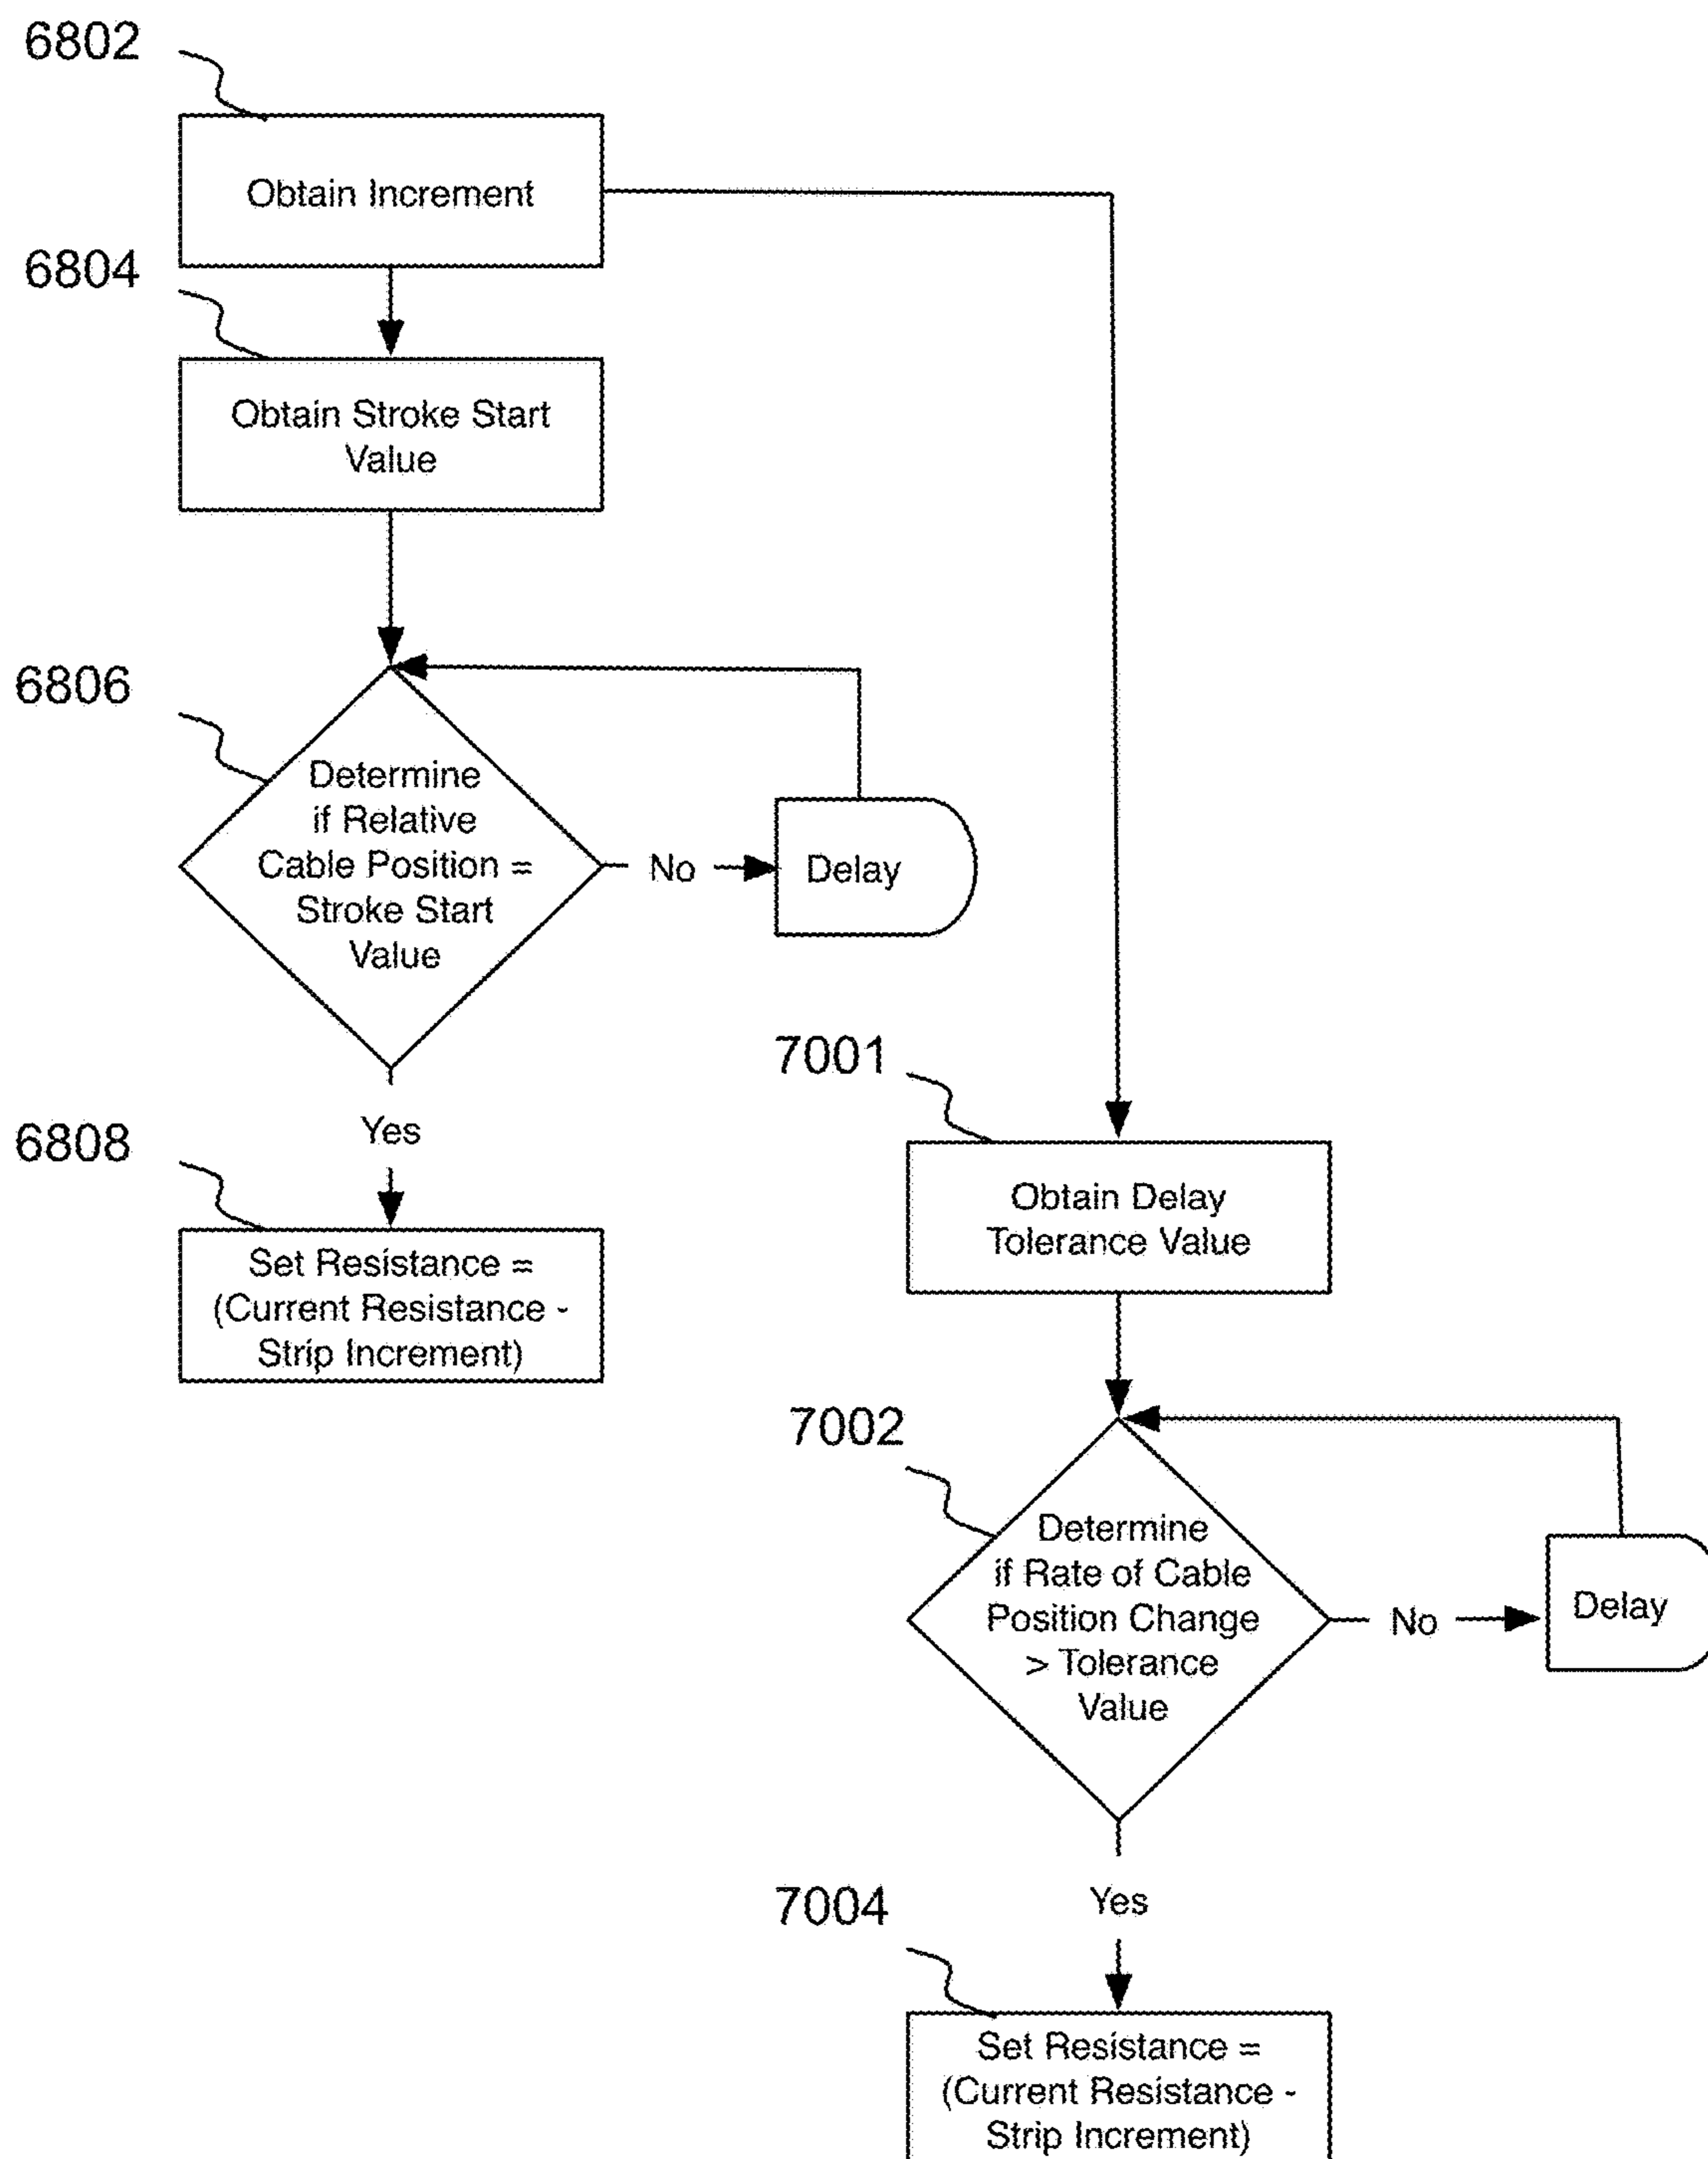 6802
Obtain Increment
6804
Obtain Stroke Start
Value
6806
Determine
if Relative
Cable Position =
Stroke Start
Value
No
Delay
Yes
6808
Set Resistance =
(Current Resistance -
Strip Increment)
7001
Obtain Delay
Tolerance Value
7002
Determine
if Rate of Cable
Position Change
> Tolerance
Value
No
Delay
Yes
7004
Set Resistance =
(Current Resistance -
Strip Increment)